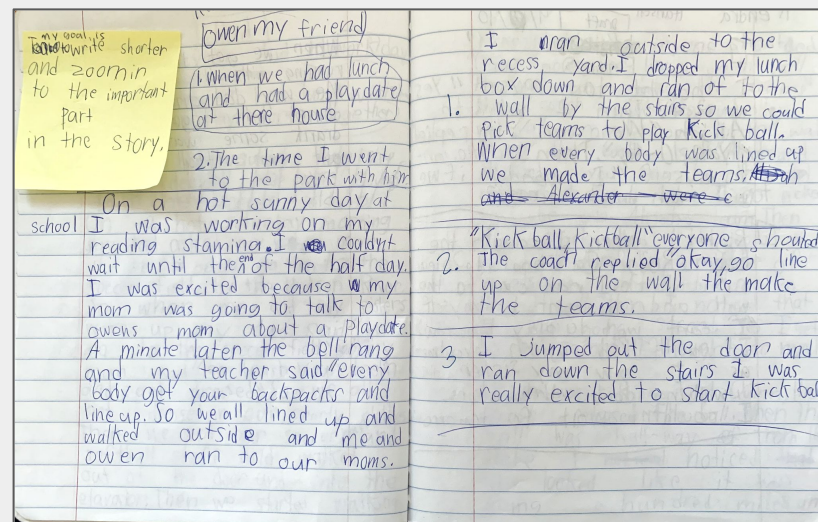 my goal is
to write shorter
and zoomin
to the important
part
in the story.
owen my friend
1. when we had lunch
and had a playdate
at there house
2. The time I went
to the park with him
On a hot sunny day at
school I was working on my
reading stamina. I couldnt
wait until the end of the half day.
I was excited because my
mom was going to talk to
owens mom about a playdate.
A minute later the bell rang
and my teacher said "every
body get your backpacks and
line up. So we all lined up and
walked outside and me and
owen ran to our moms.
I ran outside to the
recess yard. I dropped my lunch
box down and ran of to the
1. wall by the stairs so we could
pick teams to play Kick ball.
When every body was lined up
we made the teams.
and Alexander were c
"Kick ball, kickball" everyone shouted
2. The coach replied "okay, go line
up on the wall the make
the teams.
3 I jumped out the door and
ran down the stairs I was
really excited to start kick bal